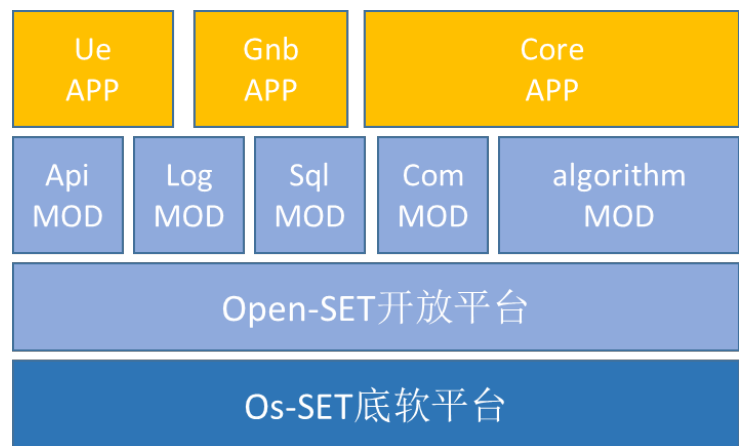 Ue
APP
Gnb
APP
Core
APP
Api
MOD
Log
MOD
Sql
MOD
Com
MOD
algorithm
MOD
Open-SET开放平台
Os-SET底软平台